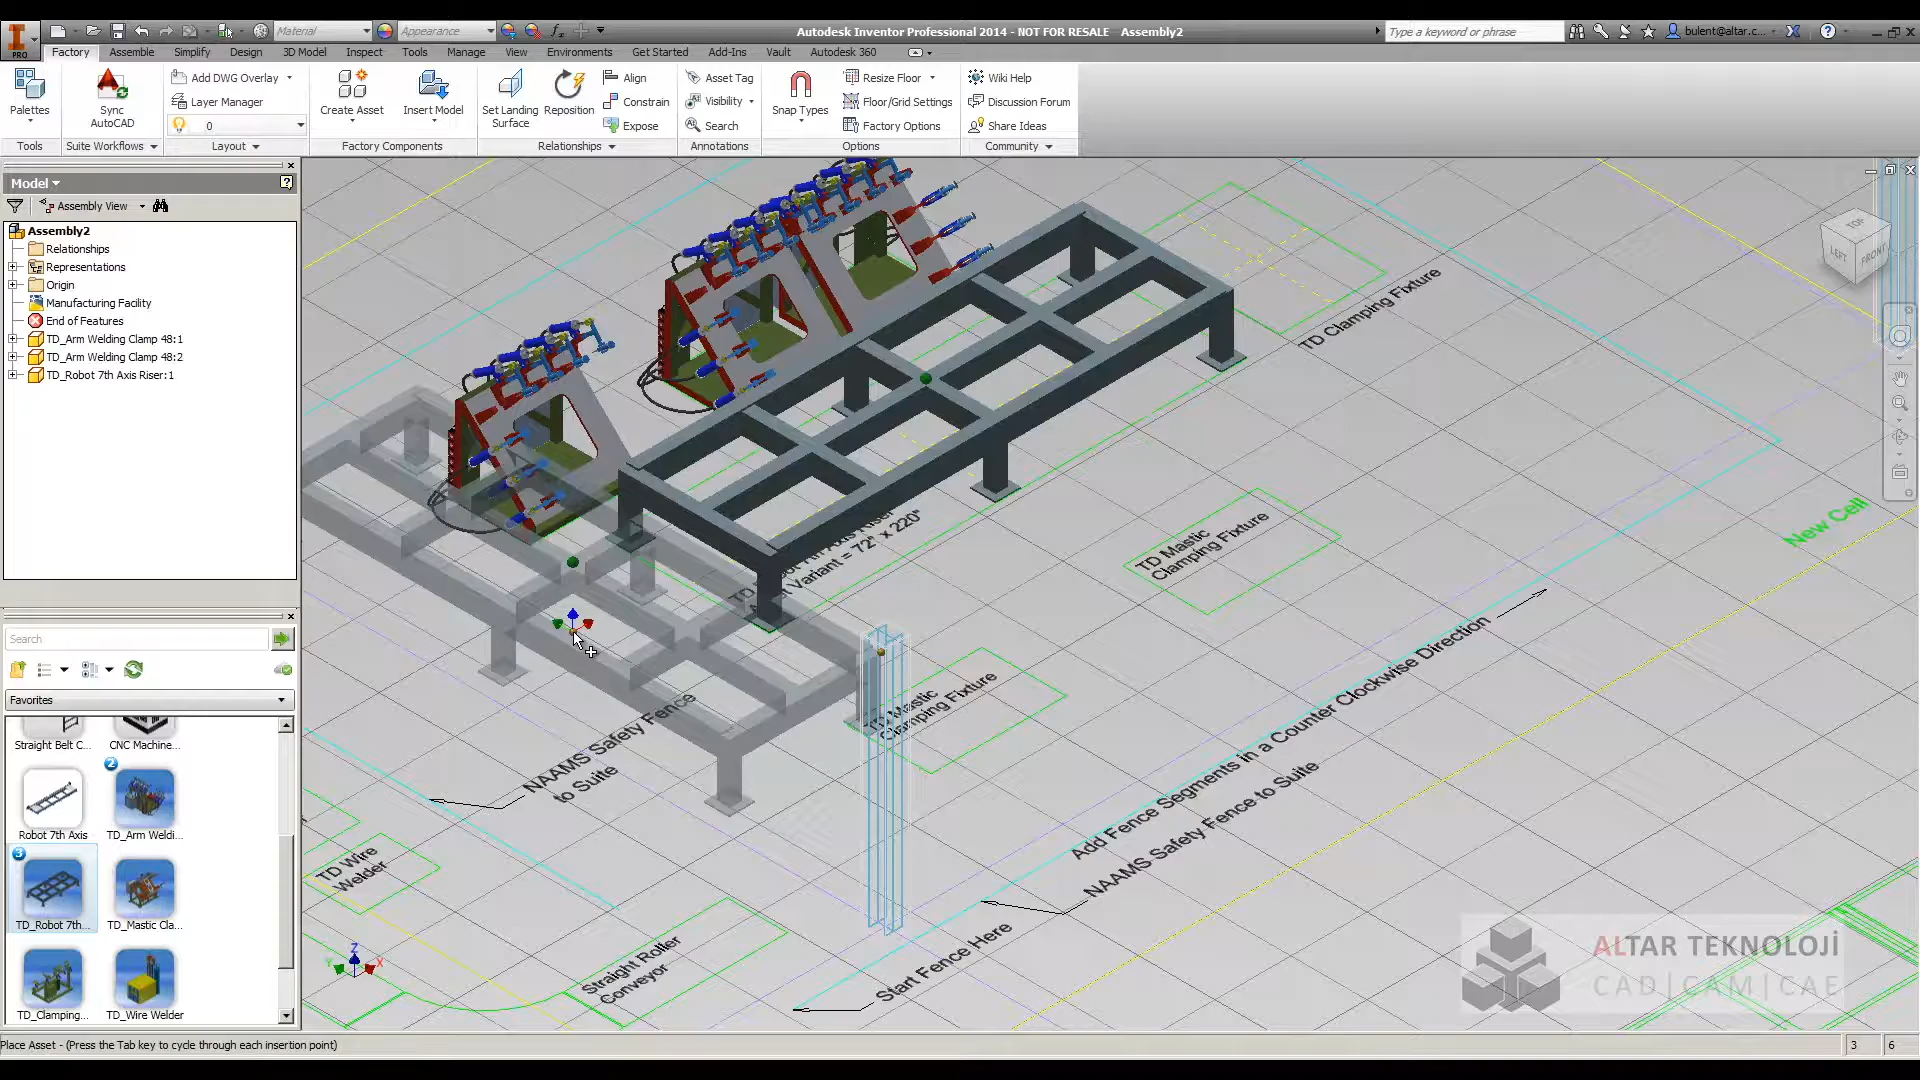 PRO
Material
Appearance
Autodesk Inventor Professional 2014 - NOT FOR RESALE Assembly2
Type a keyword or phrase
bulent@altar.c...
Factory Assemble Simplify Design 3D Model Inspect Tools Manage View Environments Get Started Add-Ins Vault Autodesk 360
Palettes
Tools
Sync
AutoCAD
Suite Workflows
Add DWG Overlay
Layer Manager
0
Layout
Create Asset
Insert Model
Factory Components
Set Landing
Surface
Reposition
Align
Constrain
Expose
Relationships
Asset Tag
Visibility
Search
Annotations
Snap Types
Resize Floor
Floor/Grid Settings
Factory Options
Options
Wiki Help
Discussion Forum
Share Ideas
Community
Model
Assembly View
Assembly2
Relationships
Representations
Origin
Manufacturing Facility
End of Features
TD_Arm Welding Clamp 48:1
TD_Arm Welding Clamp 48:2
TD_Robot 7th Axis Riser:1
Search
Favorites
Straight Belt C...
CNC Machine...
Robot 7th Axis
2
TD_Arm Weldi...
3
TD_Robot 7th...
TD_Mastic Cla...
TD_Clamping...
TD_Wire Welder
TOP
LEFT
FRONT
TD Clamping Fixture
TD Mastic
Clamping Fixture
New Cell
Variant = 72" x 220"
Mastic
Clamping Fixture
NAAMS Safety Fence
to Suite
Add Fence Segments in a Counter Clockwise Direction
NAAMS Safety Fence to Suite
TD Wire
Welder
Straight Roller
Conveyor
Start Fence Here
Z
X
ALTAR TEKNOLOJİ
CAD|CAM|CAE
Place Asset - (Press the Tab key to cycle through each insertion point)
3
6